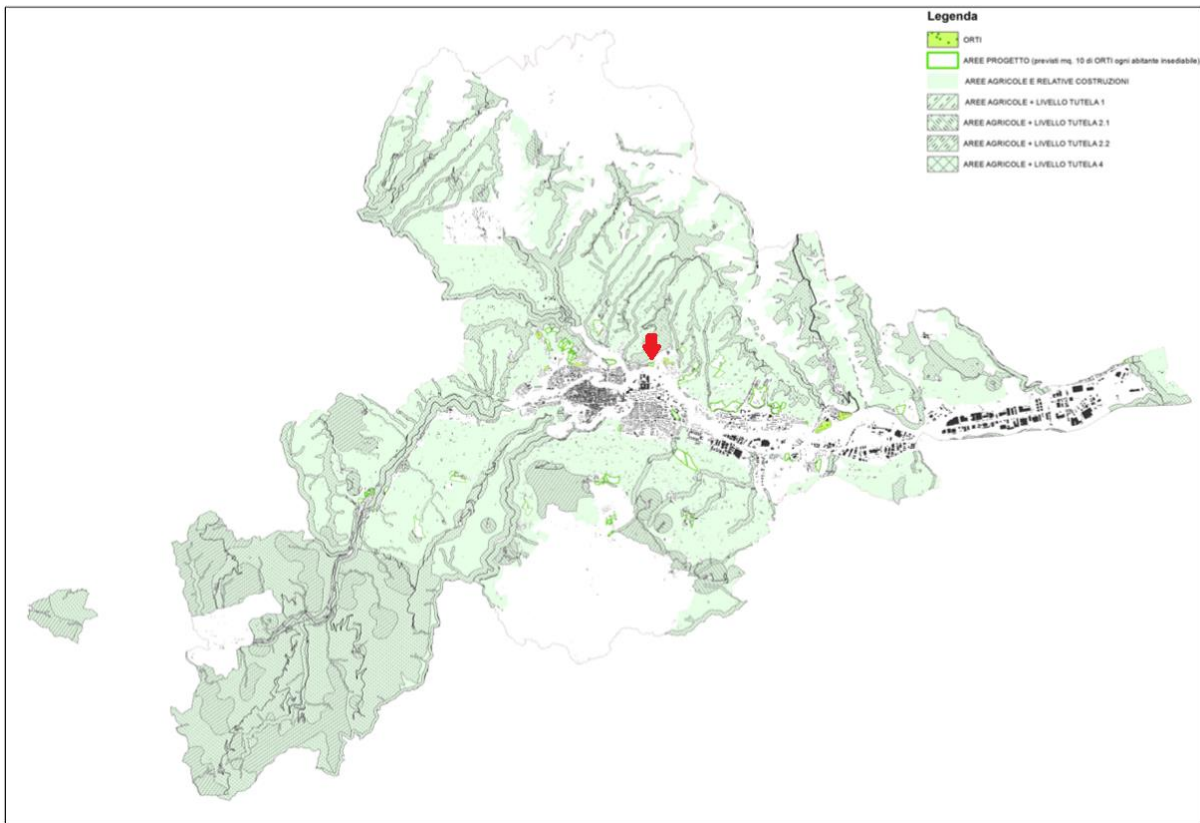 Legenda
ORTI
AREE PROGETTO (previsti mq. 10 di ORTI ogni abitante insediabile)
AREE AGRICOLE E RELATIVE COSTRUZIONI
AREE AGRICOLE + LIVELLO TUTELA 1
AREE AGRICOLE + LIVELLO TUTELA 2.1
AREE AGRICOLE + LIVELLO TUTELA 2.2
AREE AGRICOLE + LIVELLO TUTELA 4